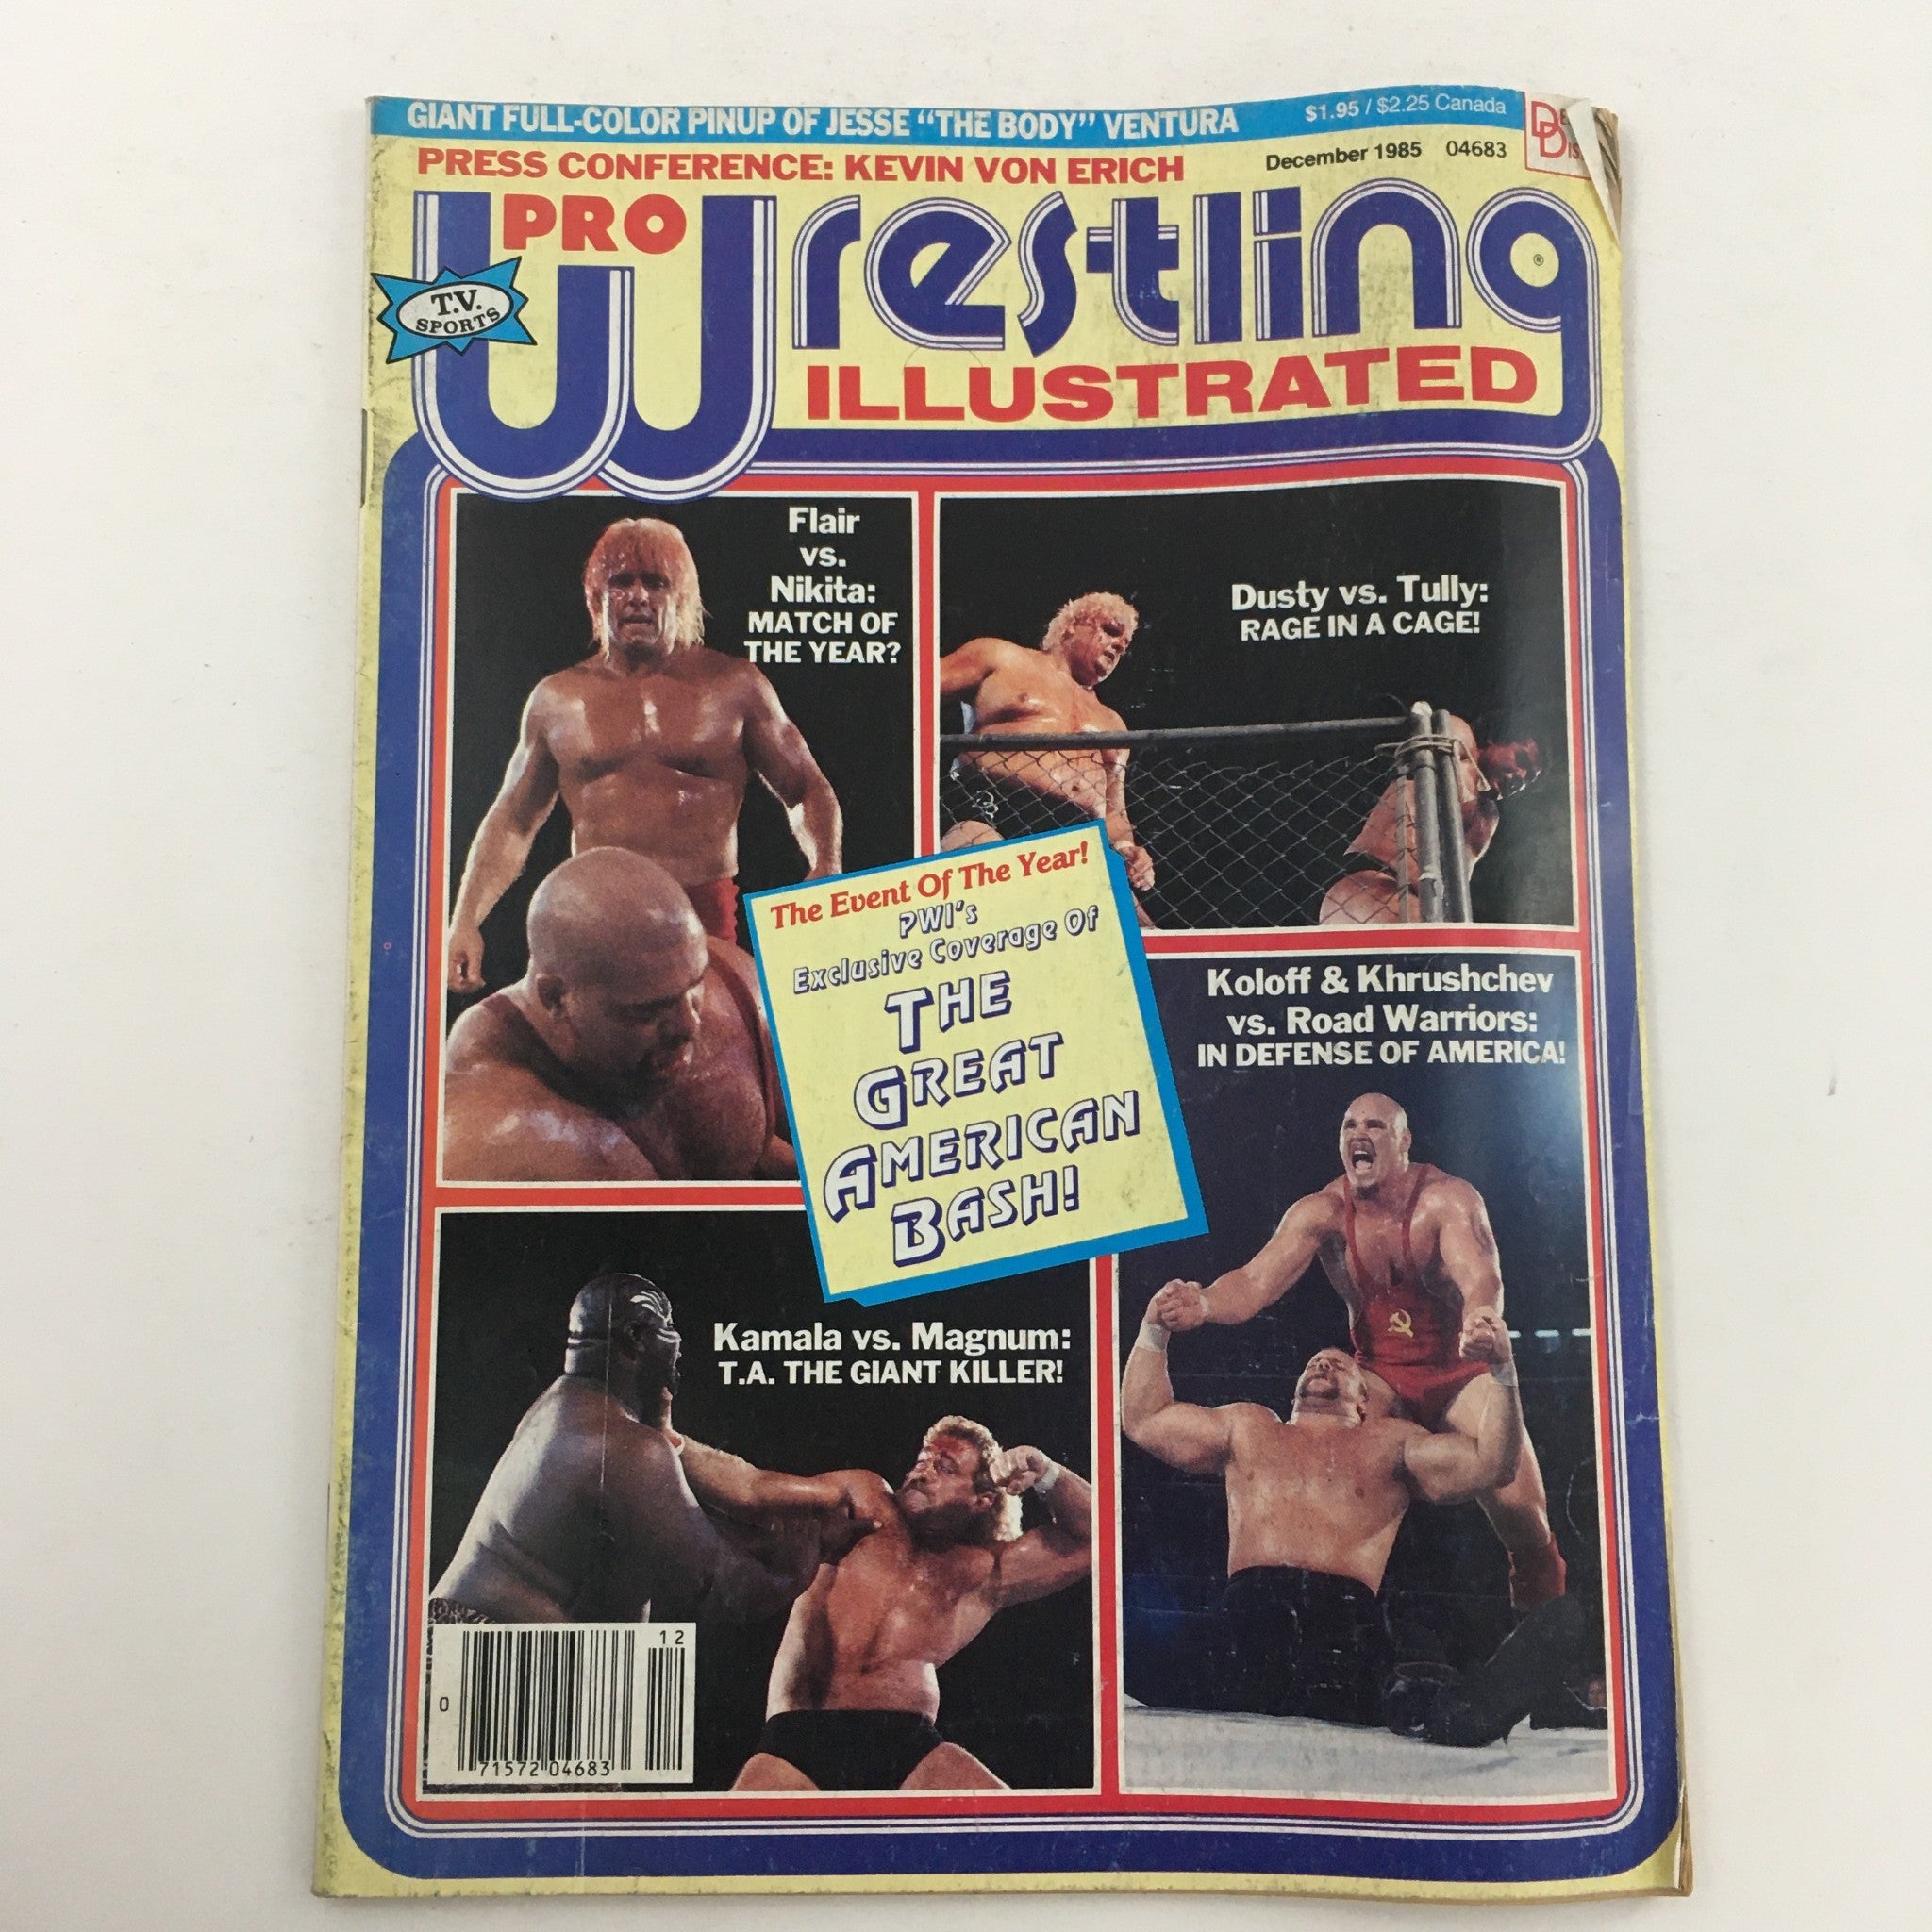 GIANT FULL-COLOR PINUP OF JESSE "THE BODY" VENTURA
$1.95 / $2.25 Canada
PRESS CONFERENCE: KEVIN VON ERICH
December 1985 04683
PRO
Wrestling
®
ILLUSTRATED
T.V.
SPORTS
Flair
vs.
Nikita:
MATCH OF
THE YEAR?
Dusty vs. Tully:
RAGE IN A CAGE!
The Event Of The Year!
PWI's
Exclusive Coverage Of
THE
GREAT
AMERICAN
BASH!
Koloff & Khrushchev
vs. Road Warriors:
IN DEFENSE OF AMERICA!
Kamala vs. Magnum:
T.A. THE GIANT KILLER!
12
0
71572 04683